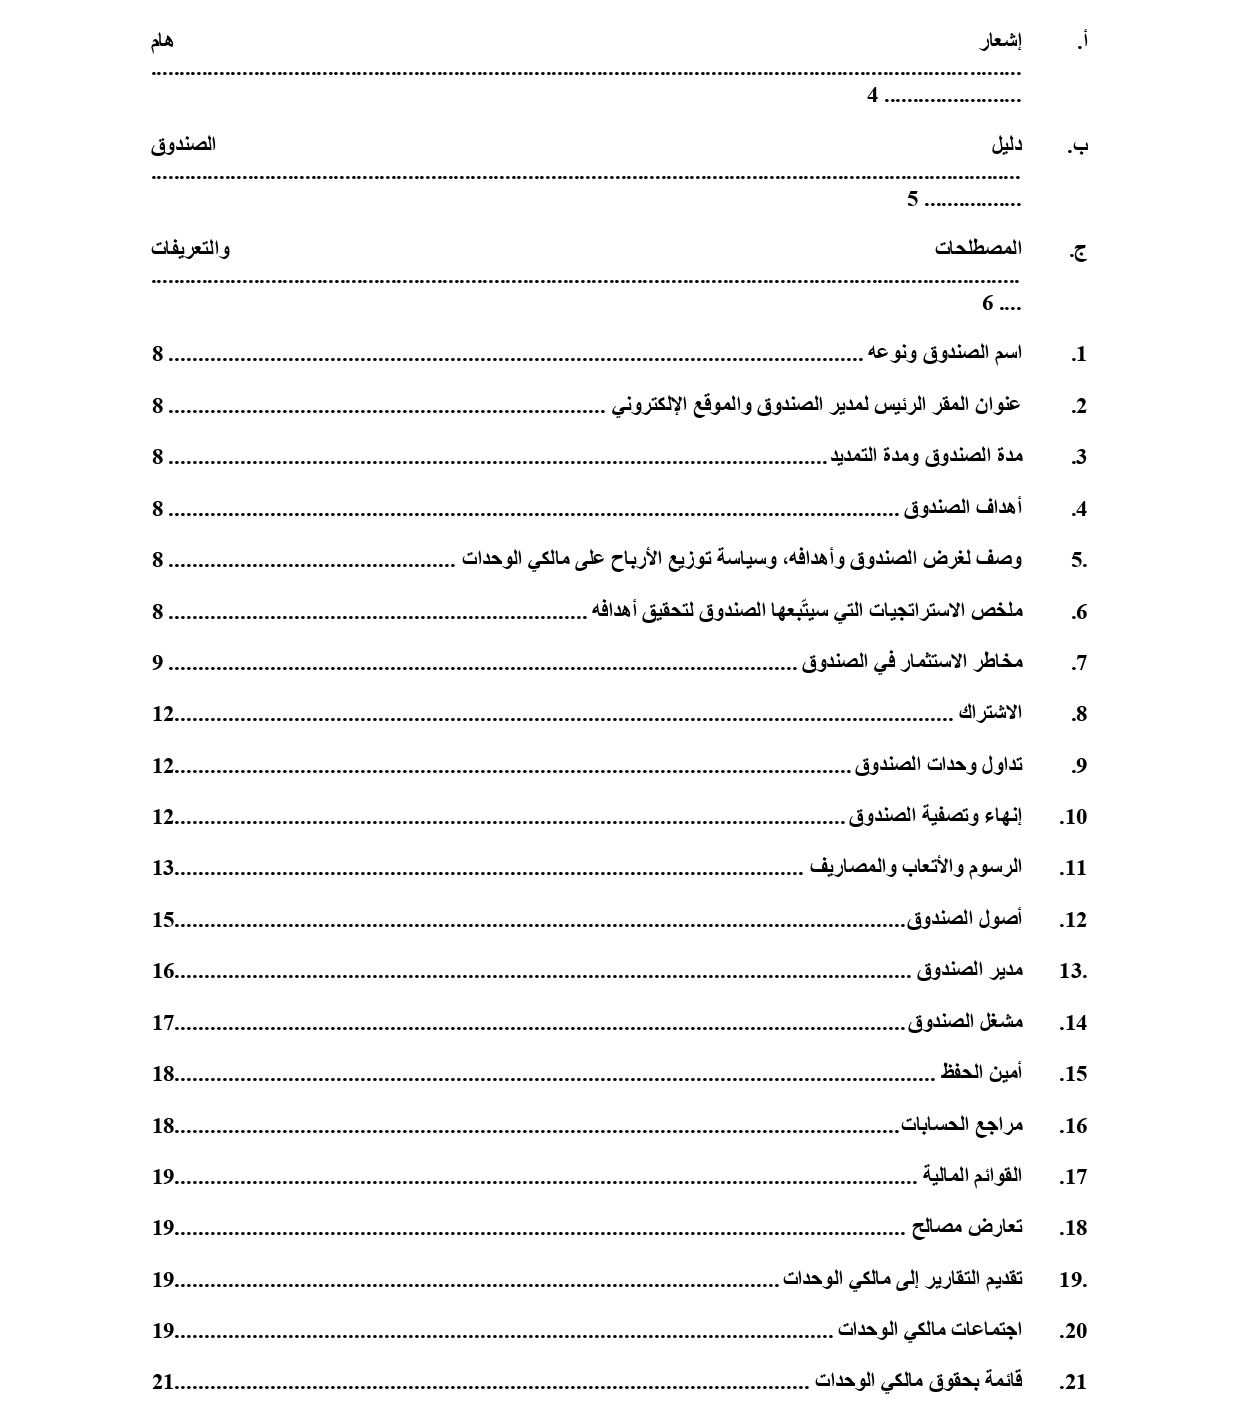 أ. إشعار هام
........................................................................................................................................................
........................ 4
ب. دليل الصندوق
........................................................................................................................................................
................. 5
ج. المصطلحات والتعريفات
........................................................................................................................................................
.... 6
1. اسم الصندوق ونوعه ........................................................................................................................ 8
2. عنوان المقر الرئيس لمدير الصندوق والموقع الإلكتروني ........................................................................... 8
3. مدة الصندوق ومدة التمديد................................................................................................................. 8
4. أهداف الصندوق ............................................................................................................................. 8
5. وصف لغرض الصندوق وأهدافه، وسياسة توزيع الأرباح على مالكي الوحدات ................................................. 8
6. ملخص الاستراتجيات التي سيتّبعها الصندوق لتحقيق أهدافه ........................................................................ 8
7. مخاطر الاستثمار في الصندوق ............................................................................................................ 9
8. الاشتراك .....................................................................................................................................12
9. تداول وحدات الصندوق ...................................................................................................................12
10. إنهاء وتصفية الصندوق ..................................................................................................................12
11. الرسوم والأتعاب والمصاريف ...........................................................................................................13
12. أصول الصندوق............................................................................................................................15
13. مدير الصندوق .............................................................................................................................16
14. مشغل الصندوق............................................................................................................................17
15. أمين الحفظ .................................................................................................................................18
16. مراجع الحسابات...........................................................................................................................18
17. القوائم المالية ..............................................................................................................................19
18. تعارض مصالح ............................................................................................................................19
19. تقديم التقارير إلى مالكي الوحدات .......................................................................................................19
20. اجتماعات مالكي الوحدات ................................................................................................................19
21. قائمة بحقوق مالكي الوحدات ............................................................................................................21